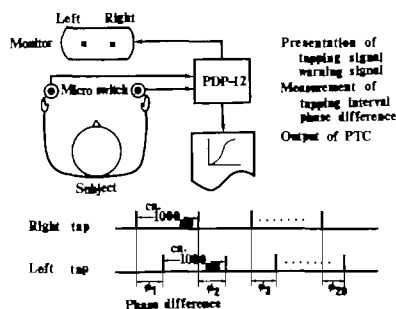 Left Right
Monitor
Micro switch
PDP-12
Subject
Presentation of
tapping signal
warning signal
Measurement of
tapping interval
phase difference
Output of PTC
ca.
1000
Right tap
ca.
1000
Left tap
φ1 φ2 φ3 φ20
Phase difference